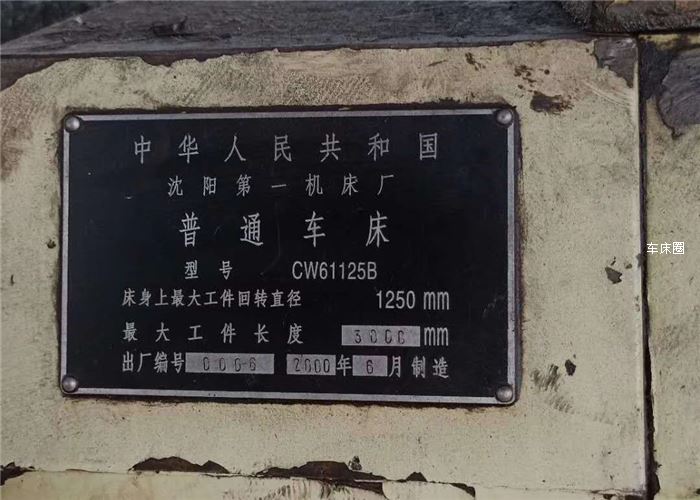 中华人民共和国
沈阳第一机床厂
普通车床
型号 CW61125B
床身上最大工件回转直径 1250 mm
最大工件长度 3000 mm
出厂编号 0006 2000年6月制造
车床圈